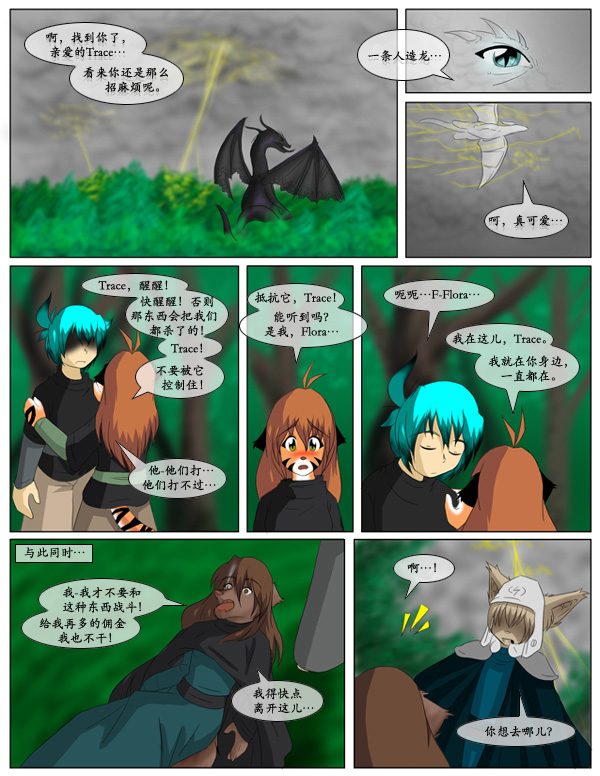 啊，找到你了，
亲爱的Trace…
看来你还是那么
招麻烦呢。
一条人造龙…
呵，真可爱…
Trace，醒醒！
快醒醒！否则
那东西会把我们
都杀了的！
Trace！
不要被它
控制住！
他-他们打…
他们打不过…
抵抗它，Trace！
能听到吗？
是我，Flora…
呃呃…F-Flora…
我在这儿，Trace。
我就在你身边，
一直都在。
与此同时…
我-我才不要和
这种东西战斗！
给我再多的佣金
我也不干！
我得快点
离开这儿…
啊…！
你想去哪儿？